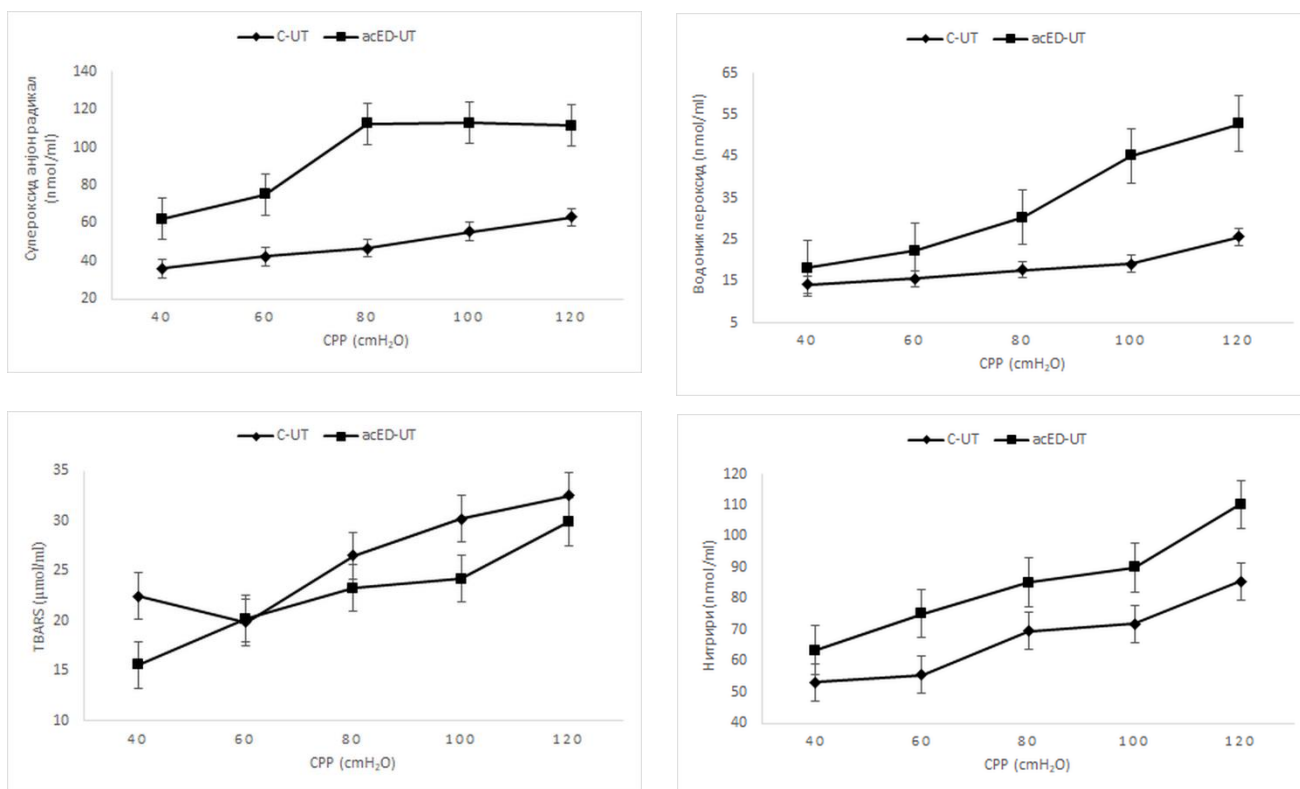 C-UT acED-UT
Супероксид анјон радикал
(nmol/ml)
140
120
100
80
60
40
20
40 60 80 100 120
CPP (cmH₂O)
C-UT acED-UT
Водоник пероксид (nmol/ml)
65
55
45
35
25
15
5
40 60 80 100 120
CPP (cmH₂O)
C-UT acED-UT
TBARS (μmol/ml)
35
30
25
20
15
10
40 60 80 100 120
CPP (cmH₂O)
C-UT acED-UT
Нитрири (nmol/ml)
120
110
100
90
80
70
60
50
40
40 60 80 100 120
CPP (cmH₂O)